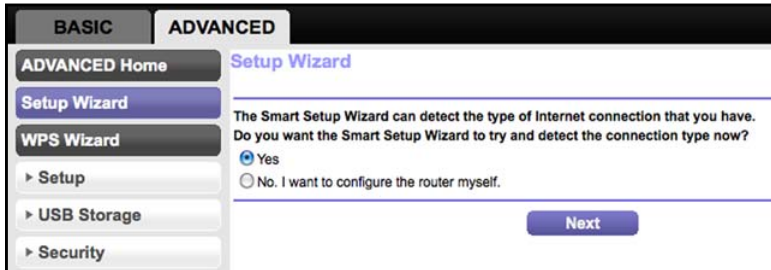 BASIC
ADVANCED
ADVANCED Home
Setup Wizard
WPS Wizard
Setup
USB Storage
Security
Setup Wizard
The Smart Setup Wizard can detect the type of Internet connection that you have.
Do you want the Smart Setup Wizard to try and detect the connection type now?
Yes
No. I want to configure the router myself.
Next